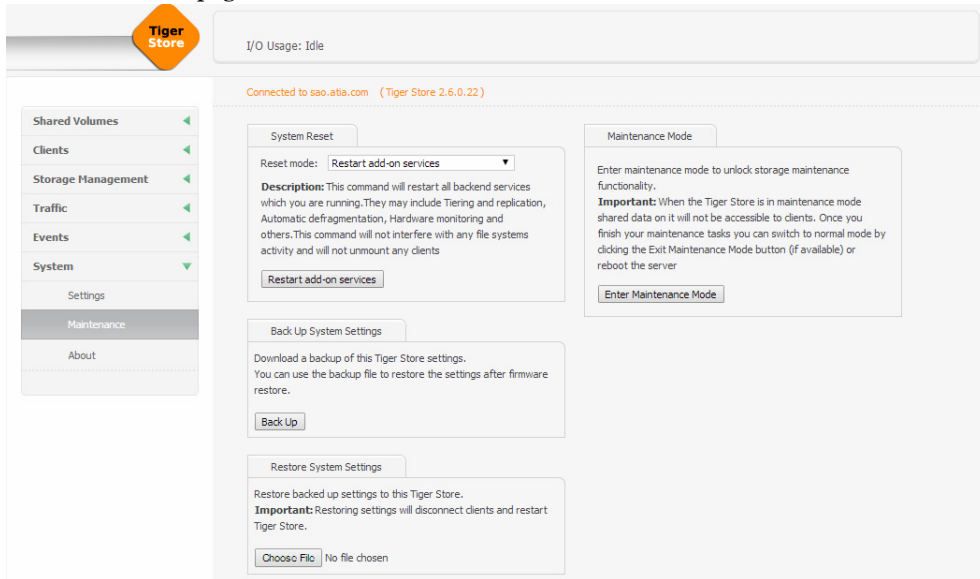 Tiger
Store
I/O Usage: Idle
Connected to sao.atia.com (Tiger Store 2.6.0.22)
Shared Volumes
Clients
Storage Management
Traffic
Events
System
Settings
Maintenance
About
System Reset
Reset mode: Restart add-on services
Description: This command will restart all backend services
which you are running.They may include Tiering and replication,
Automatic defragmentation, Hardware monitoring and
others.This command will not interfere with any file systems
activity and will not unmount any clients
Restart add-on services
Back Up System Settings
Download a backup of this Tiger Store settings.
You can use the backup file to restore the settings after firmware
restore.
Back Up
Restore System Settings
Restore backed up settings to this Tiger Store.
Important: Restoring settings will disconnect clients and restart
Tiger Store.
Choose File No file chosen
Maintenance Mode
Enter maintenance mode to unlock storage maintenance
functionality.
Important: When the Tiger Store is in maintenance mode
shared data on it will not be accessible to clients. Once you
finish your maintenance tasks you can switch to normal mode by
clicking the Exit Maintenance Mode button (if available) or
reboot the server
Enter Maintenance Mode